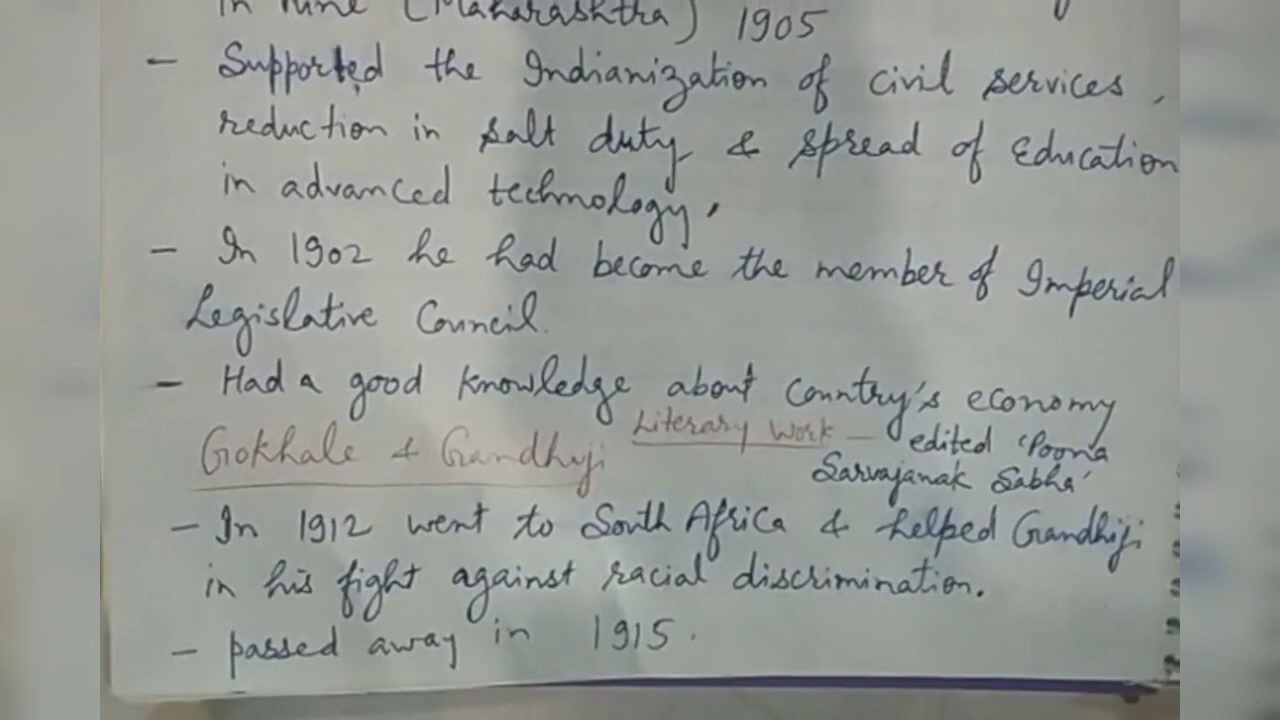 in Pune (Maharashtra) 1905
- Supported the Indianization of civil services,
reduction in salt duty & spread of Education
in advanced technology,
- In 1902 he had become the member of Imperial
Legislative Council.
- Had a good knowledge about Country's economy
Gokhale & Gandhiji Literary Work - edited 'Poona
Sarvajanak Sabha'
- In 1912 went to South Africa & helped Gandhiji
in his fight against racial discrimination.
- passed away in 1915.